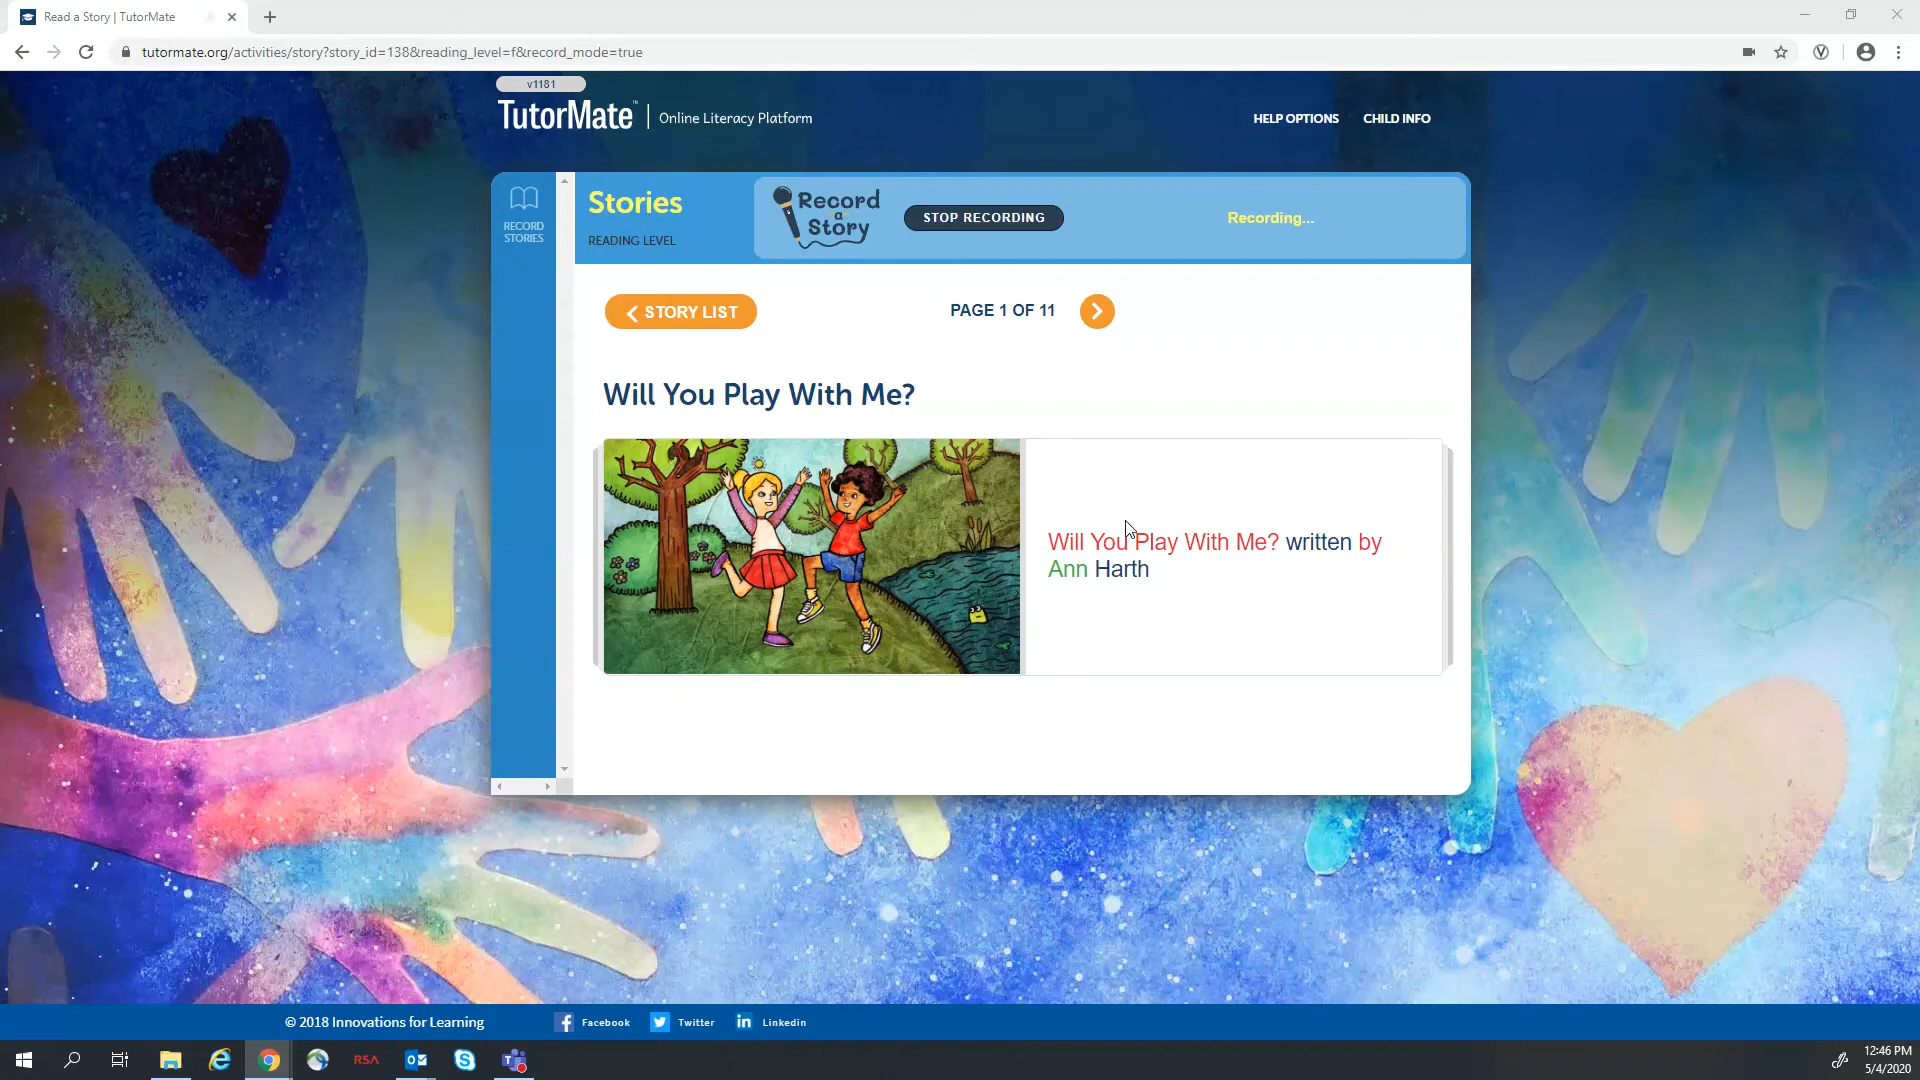 Read a Story | TutorMate
tutormate.org/activities/story?story_id=138&reading_level=f&record_mode=true
v1181
TutorMate™ | Online Literacy Platform
HELP OPTIONS CHILD INFO
RECORD
STORIES
Stories
READING LEVEL
Record
a
Story
STOP RECORDING
Recording...
STORY LIST
PAGE 1 OF 11
Will You Play With Me?
Will You Play With Me? written by
Ann Harth
© 2018 Innovations for Learning
Facebook
Twitter
Linkedin
RSA
12:46 PM
5/4/2020